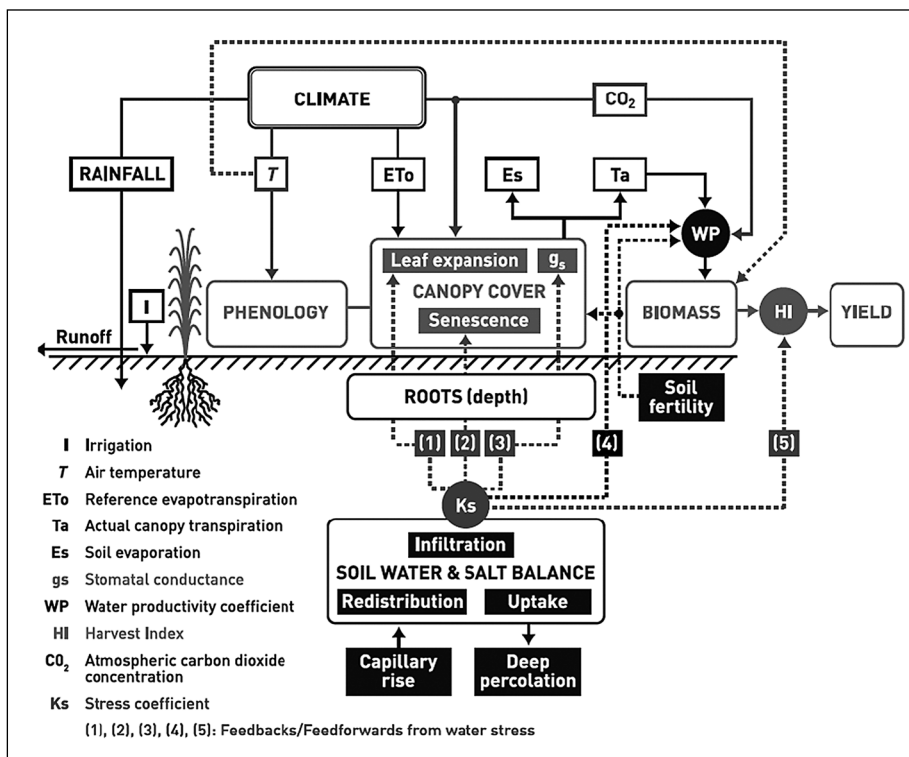 CLIMATE
CO₂
RAINFALL
T
ETo
Es
Ta
WP
Leaf expansion
gs
CANOPY COVER
Senescence
PHENOLOGY
BIOMASS
HI
YIELD
I
Runoff
ROOTS (depth)
Soil
fertility
(1)
(2)
(3)
(4)
(5)
Ks
Infiltration
SOIL WATER & SALT BALANCE
Redistribution
Uptake
Capillary
rise
Deep
percolation
I Irrigation
T Air temperature
ETo Reference evapotranspiration
Ta Actual canopy transpiration
Es Soil evaporation
gs Stomatal conductance
WP Water productivity coefficient
HI Harvest Index
CO₂ Atmospheric carbon dioxide
concentration
Ks Stress coefficient
(1), (2), (3), (4), (5): Feedbacks/Feedforwards from water stress